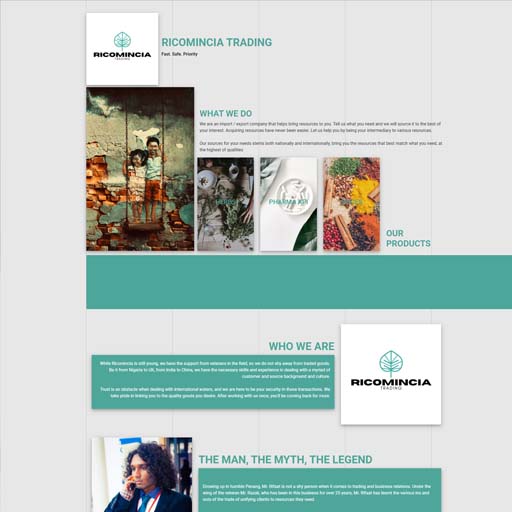 RICOMINCIA
TRADING
RICOMINCIA TRADING
Fast. Safe. Priority
WHAT WE DO
We are an import / export company that helps bring resources to you. Tell us what you need and we will source it to the best of
your interest. Acquiring resources have never been easier. Let us help you by being your intermediary to various resources.
Our sources for your needs stems both nationally and internationally, bring you the resources that best match what you need, at
the highest of qualities
HERBS
OUR
PRODUCTS
WHO WE ARE
While Ricomincia is still young, we have the support from veterans in the field, so we do not shy away from traded goods.
Be it from Nigeria to UK, from India to China, we have the necessary skills and experience in dealing with a myriad of
customer and source background and culture.
Trust is an obstacle when dealing with international waters, and we are here to be your security in these transactions. We
take pride in linking you to the quality goods you desire. After working with us once, you'll be coming back for more.
RICOMINCIA
TRADING
THE MAN, THE MYTH, THE LEGEND
Growing up in humble Penang, Mr. Wilset is not a shy person when it comes to trading and business relations. Under the
wing of the veteran Mr. Razali, who has been in this business for over 20 years, Mr. Wilset has learnt the various ins and
outs of the trade of unifying clients to resources they need.